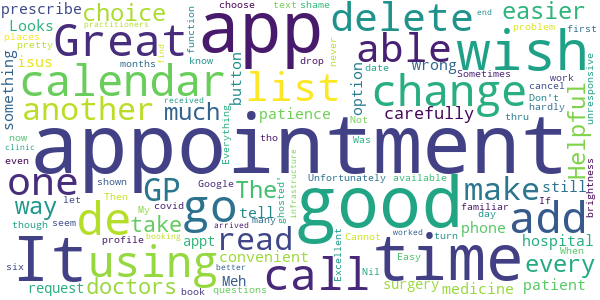 prescribe choice app delete easier
Looks Great able wish
calendar list change
another much carefully
something isus button option wrong
appointment Helpful
one GP The patience
way take tell read make still
de go good add
It using call time every
doctors convenient phone hospital
request appt Meh turn surgery medicine patient
practitioners
pretty
places
find
function
know
months
received
choose
text
shame
drop
date
never
end
problem
first
Sometimes
work
cancel
Don't
hardly
thru
unresponsive
Not
Was
Everything
tho
now
clinic
even
though
let
seem
six
shown
My
Then
covid
profile
booking
book
Google
arrived
many
better
questions
Unfortunately
available
ghosted'
infrastructure
Excellent
Easy
Cannot
worked
Nil
familiar
day
If
When
brightness